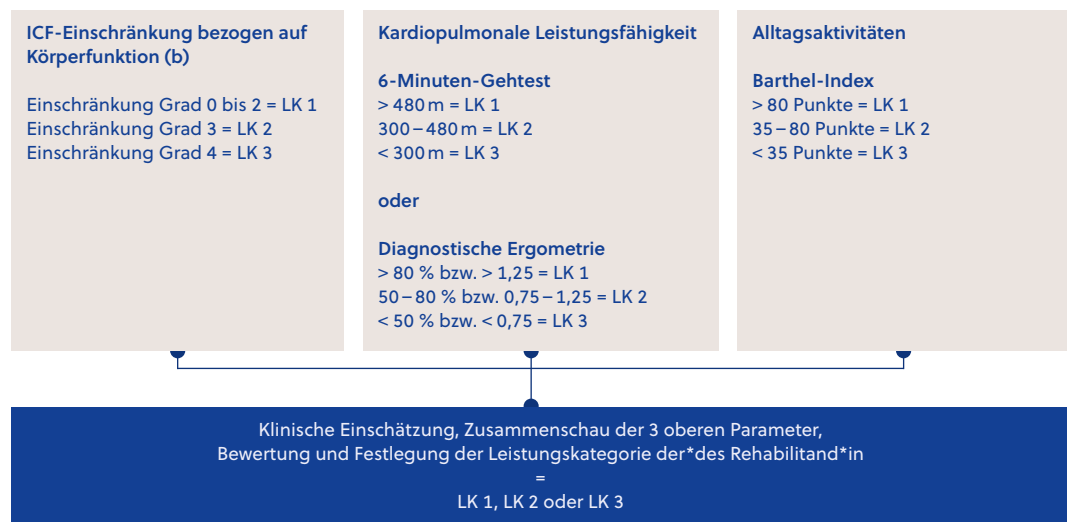 ICF-Einschränkung bezogen auf
Körperfunktion (b)
Einschränkung Grad 0 bis 2 = LK 1
Einschränkung Grad 3 = LK 2
Einschränkung Grad 4 = LK 3
Kardiopulmonale Leistungsfähigkeit
6-Minuten-Gehtest
> 480 m = LK 1
300–480 m = LK 2
< 300 m = LK 3
oder
Diagnostische Ergometrie
> 80 % bzw. > 1,25 = LK 1
50–80 % bzw. 0,75–1,25 = LK 2
< 50 % bzw. < 0,75 = LK 3
Alltagsaktivitäten
Barthel-Index
> 80 Punkte = LK 1
35–80 Punkte = LK 2
< 35 Punkte = LK 3
Klinische Einschätzung, Zusammenschau der 3 oberen Parameter,
Bewertung und Festlegung der Leistungskategorie der*des Rehabilitand*in
=
LK 1, LK 2 oder LK 3